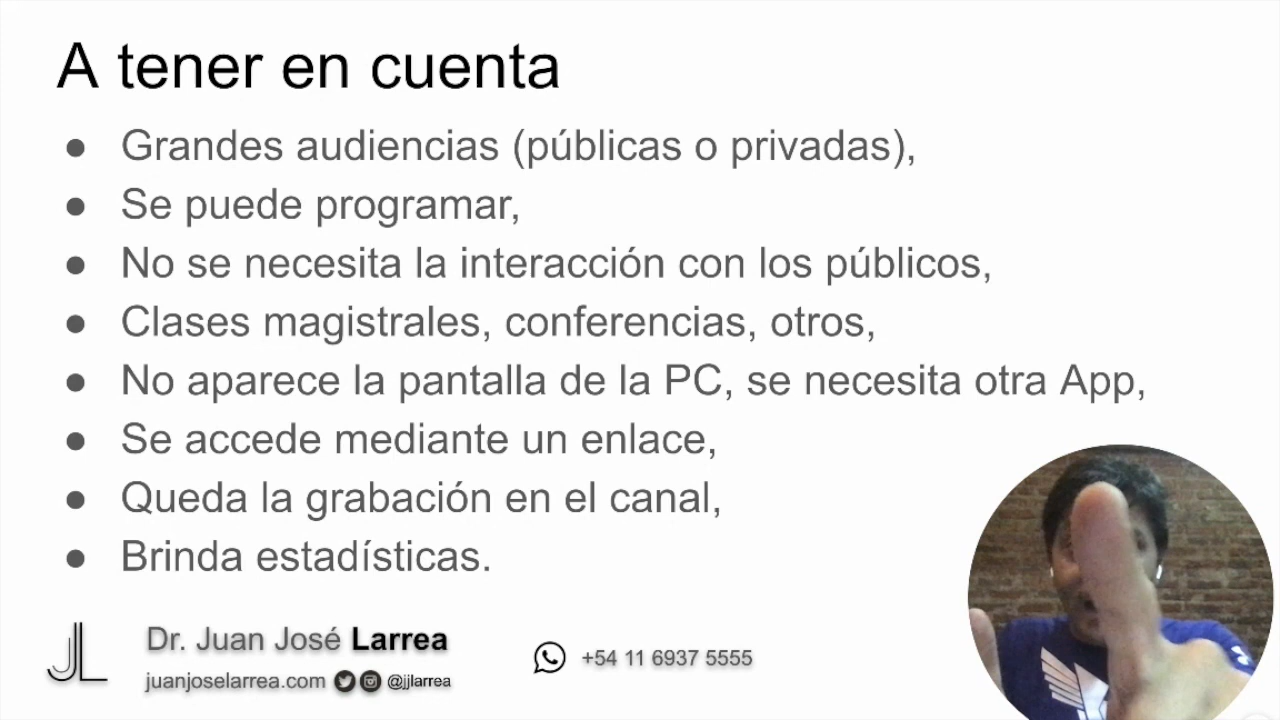 A tener en cuenta
● Grandes audiencias (públicas o privadas),
● Se puede programar,
● No se necesita la interacción con los públicos,
● Clases magistrales, conferencias, otros,
● No aparece la pantalla de la PC, se necesita otra App,
● Se accede mediante un enlace,
● Queda la grabación en el canal,
● Brinda estadísticas.
JL
Dr. Juan José Larrea
juanjoselarrea.com @jjlarrea
+54 11 6937 5555